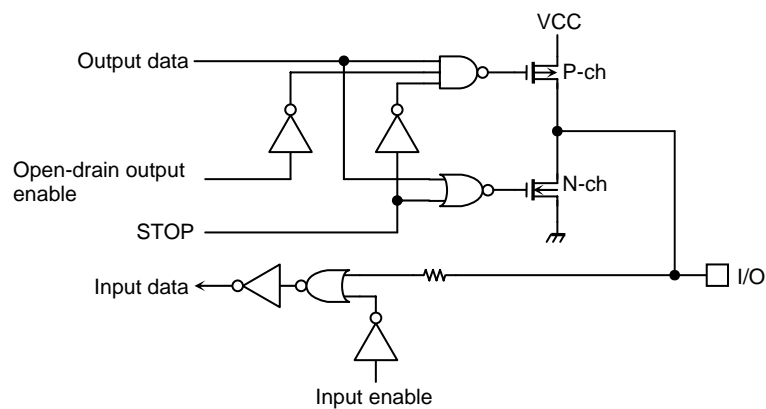 VCC
Output data
P-ch
Open-drain output
enable
N-ch
STOP
Input data
I/O
Input enable